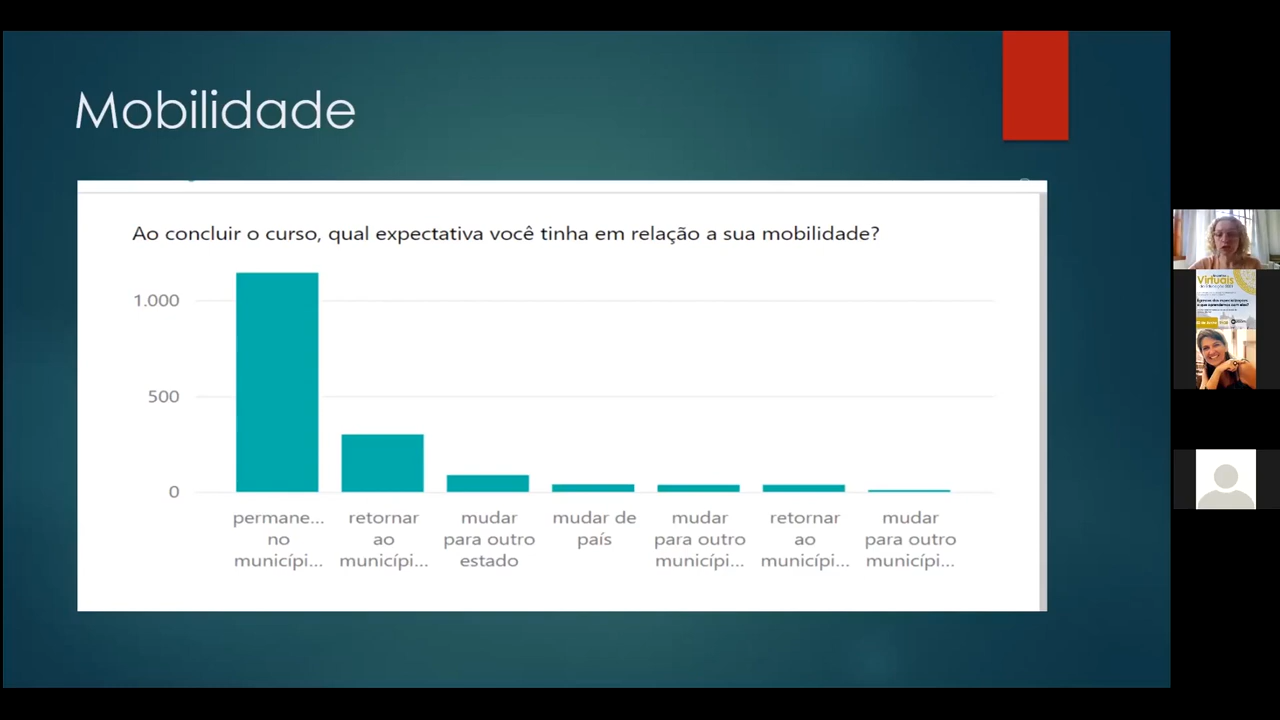 Mobilidade
Ao concluir o curso, qual expectativa você tinha em relação a sua mobilidade?
1.000
500
0
permane...
no
municípi...
retornar
ao
municípi...
mudar
para outro
estado
mudar de
país
mudar
para outro
municípi...
retornar
ao
municípi...
mudar
para outro
municípi...
Virtuais